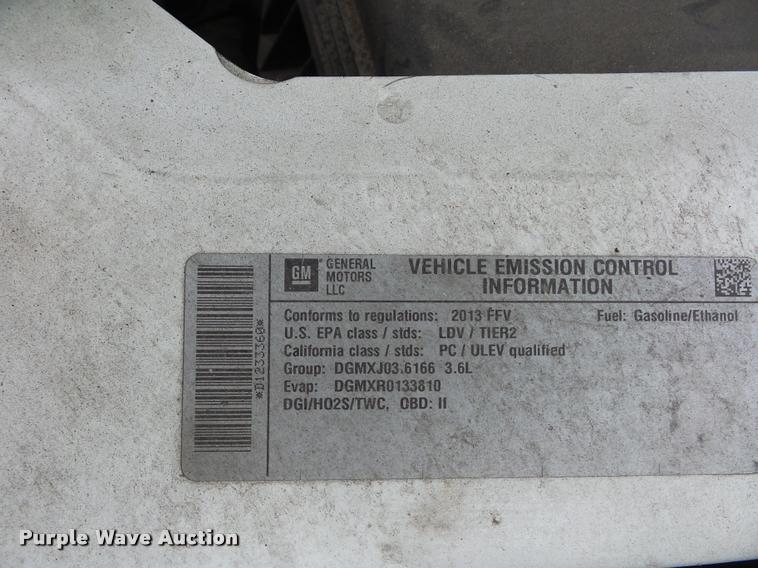 GM
GENERAL
MOTORS
LLC
VEHICLE EMISSION CONTROL
INFORMATION
Conforms to regulations: 2013 FFV Fuel: Gasoline/Ethanol
U.S. EPA class / stds: LDV / TIER2
California class / stds: PC / ULEV qualified
Group: DGMXJ03.6166 3.6L
Evap: DGMXR0133810
DGI/HO2S/TWC, OBD: II
*D1233360*
Purple Wave Auction